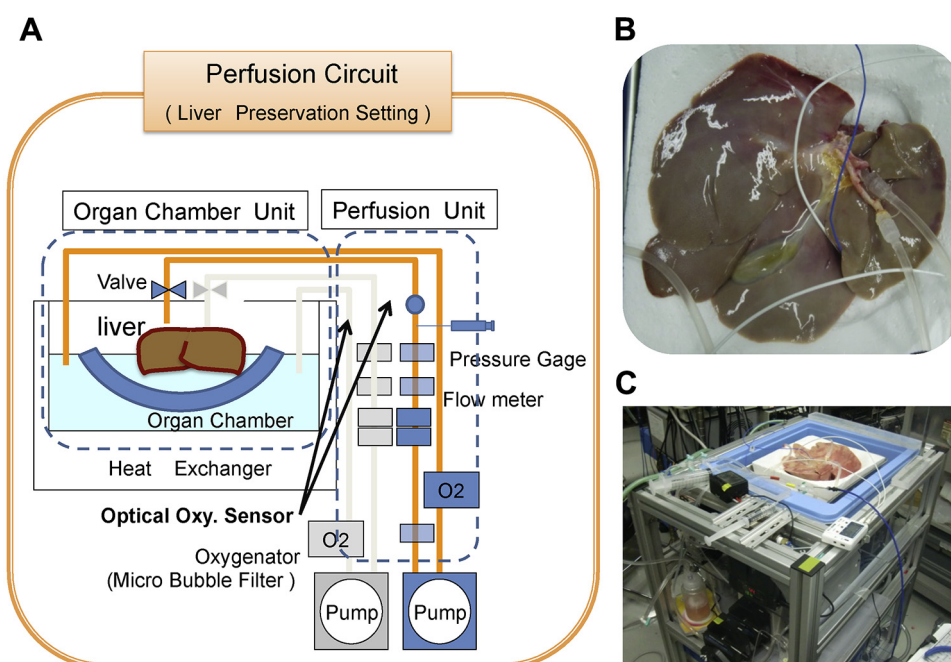 A
Perfusion Circuit
( Liver Preservation Setting )
Organ Chamber Unit
Perfusion Unit
Valve
liver
Pressure Gage
Flow meter
Organ Chamber
Heat Exchanger
O2
Optical Oxy. Sensor
O2
Oxygenator
(Micro Bubble Filter )
Pump
Pump
B
C